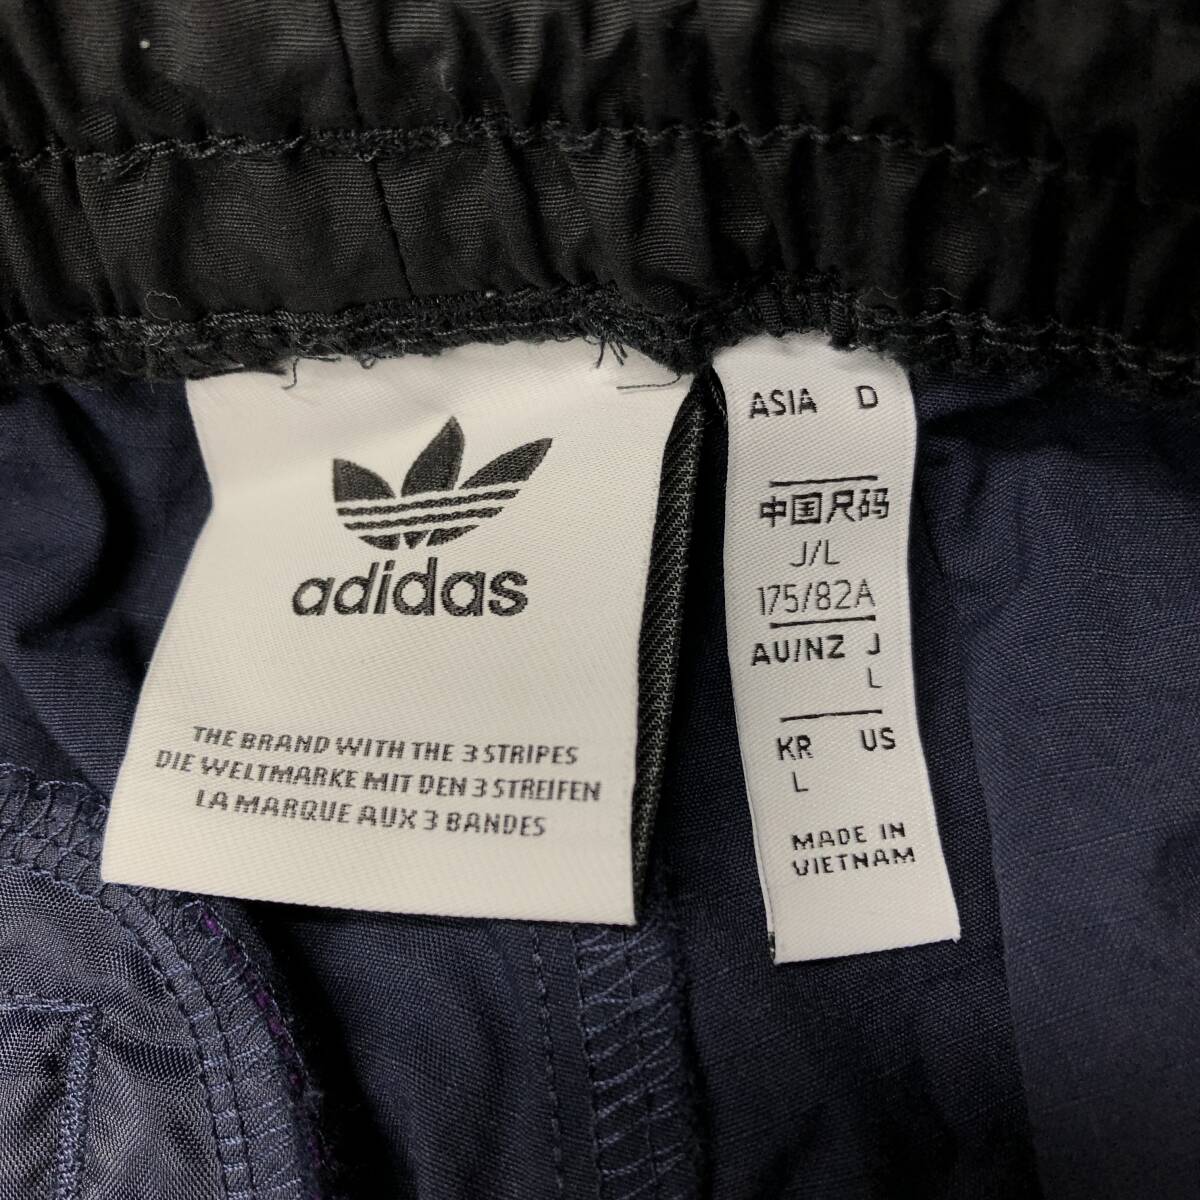 adidas
THE BRAND WITH THE 3 STRIPES
DIE WELTMARKE MIT DEN 3 STREIFEN
LA MARQUE AUX 3 BANDES
ASIA D
中国尺码
J/L
175/82A
AU/NZ J
L
KR US
L
MADE IN
VIETNAM